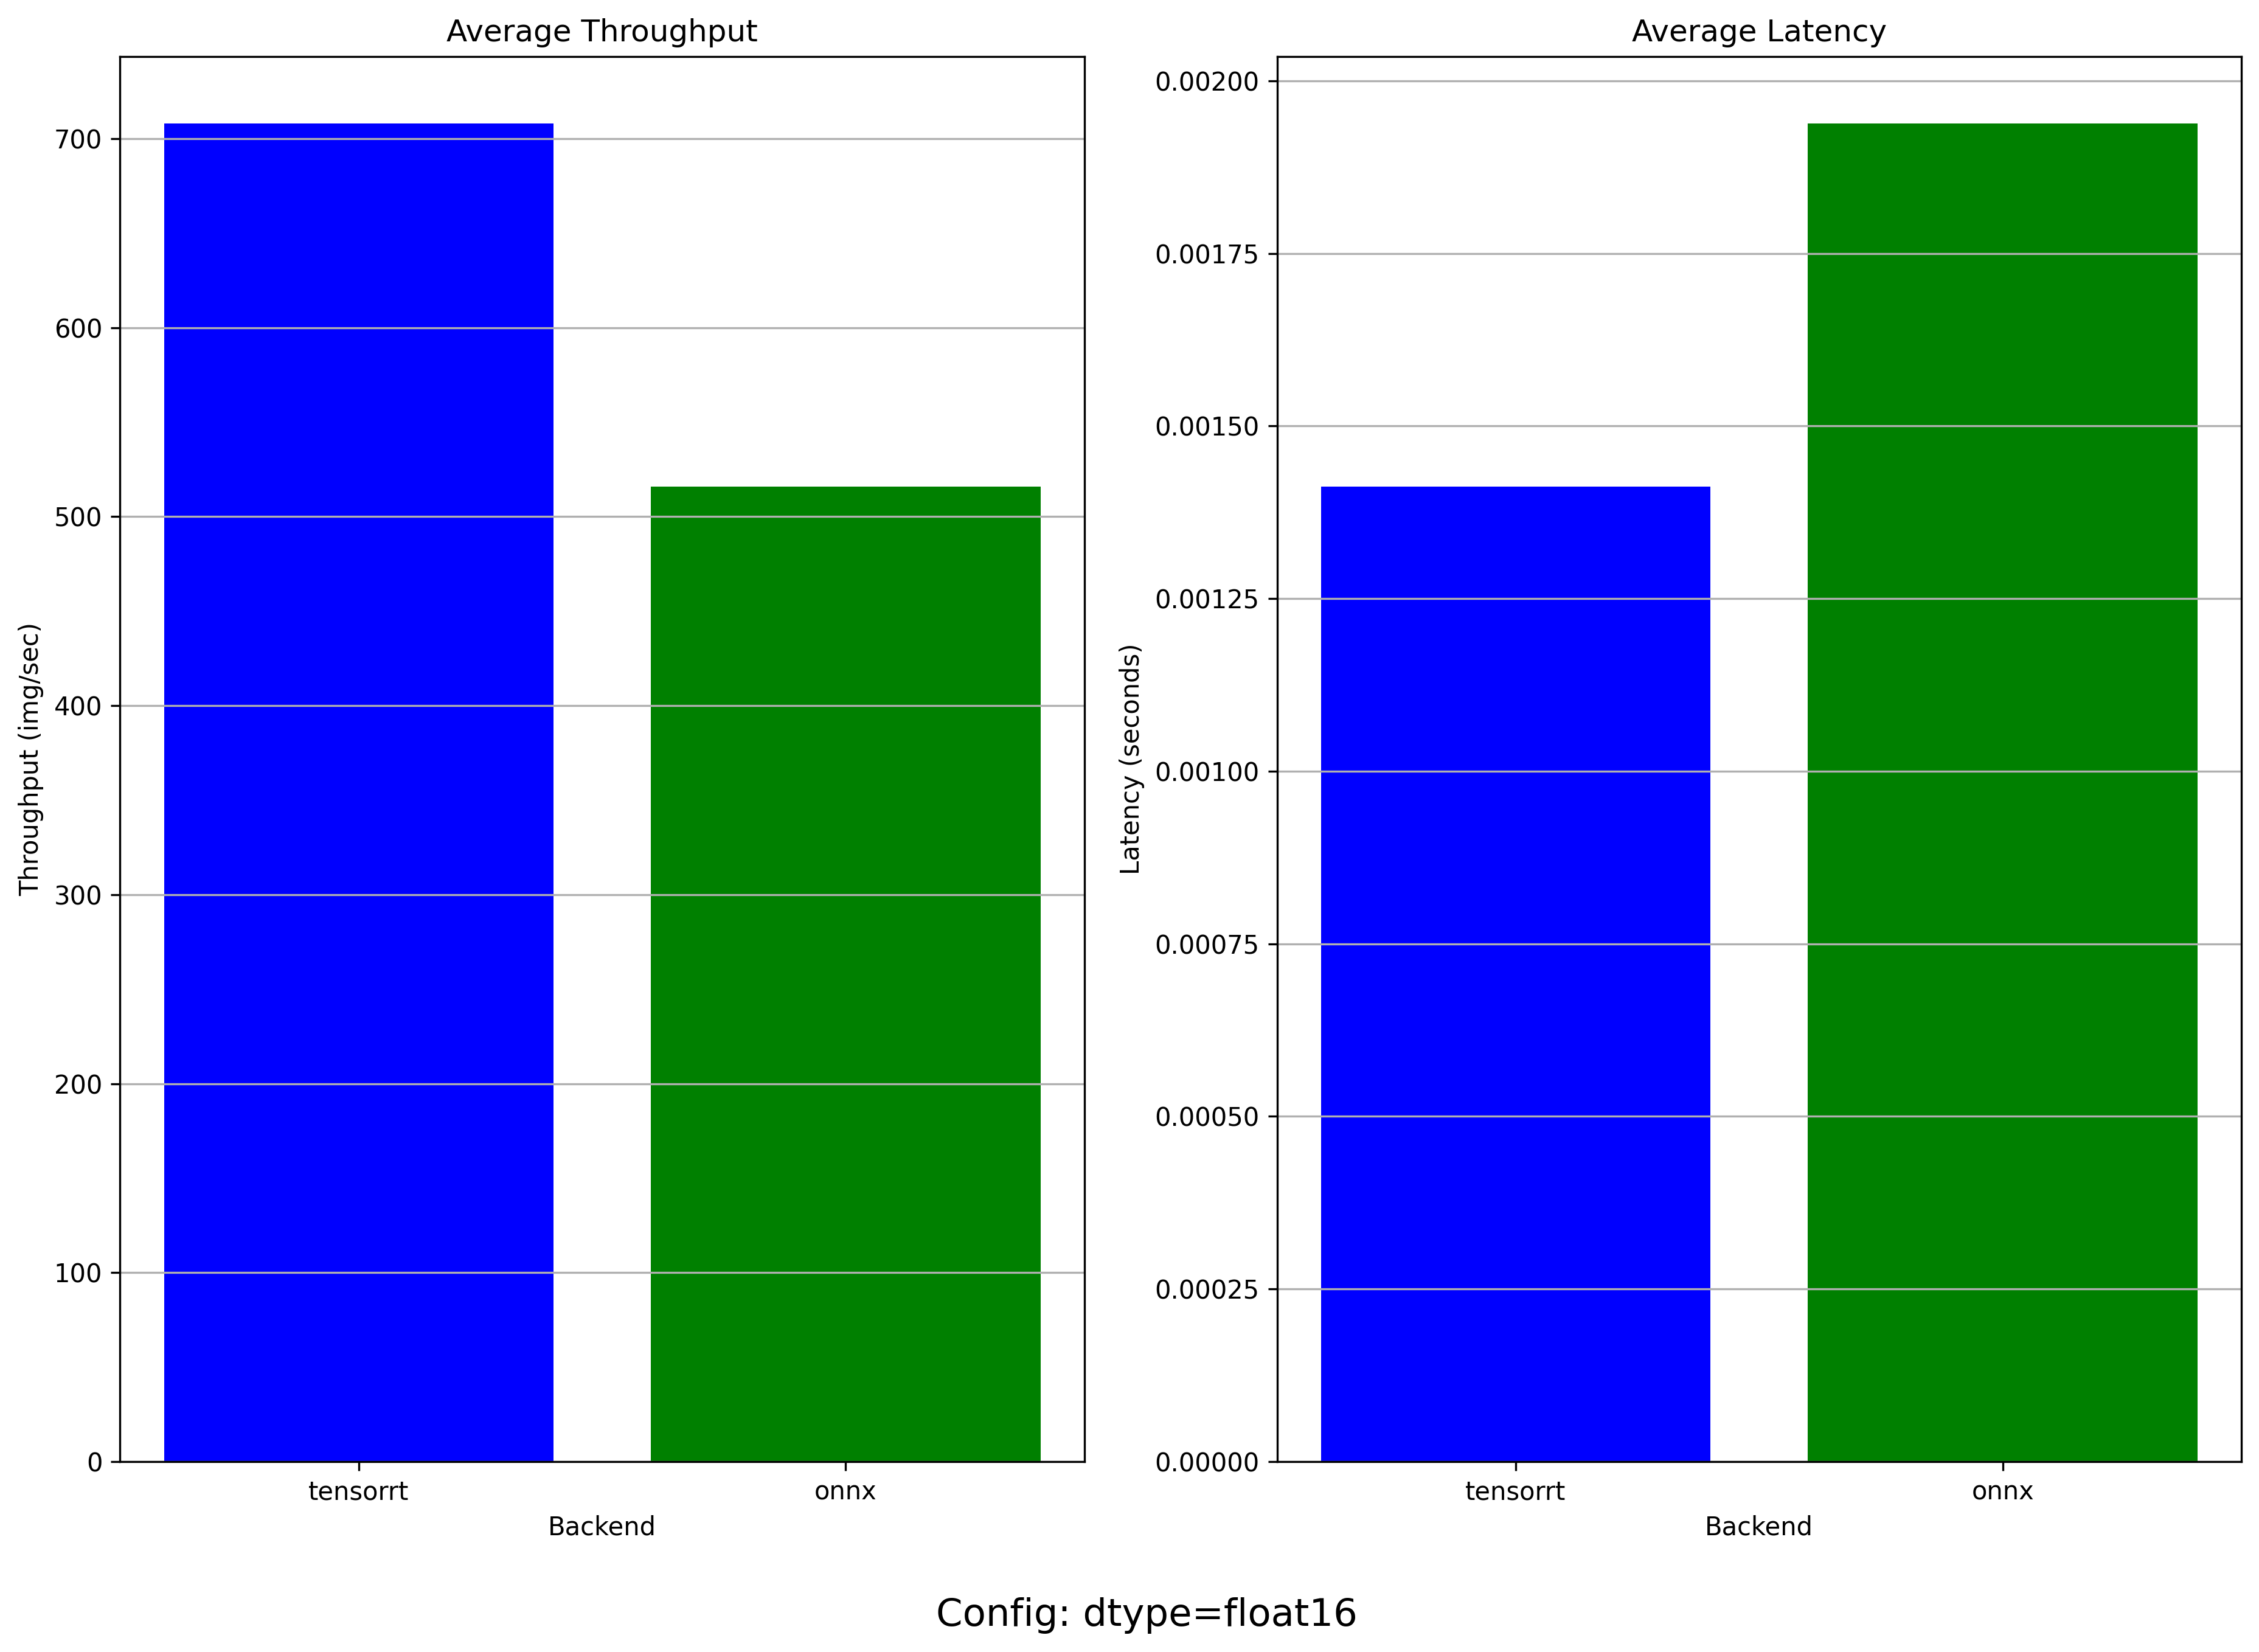 Average Throughput
700
600
500
400
300
200
100
0
Throughput (img/sec)
tensorrt
onnx
Backend
Average Latency
0.00200
0.00175
0.00150
0.00125
0.00100
0.00075
0.00050
0.00025
0.00000
Latency (seconds)
tensorrt
onnx
Backend
Config: dtype=float16